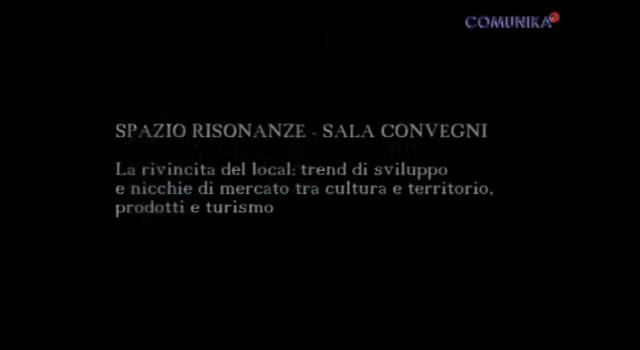 COMUNIKA
SPAZIO RISONANZE - SALA CONVEGNI
La rivincita del local: trend di sviluppo
e nicchie di mercato tra cultura e territorio,
prodotti e turismo